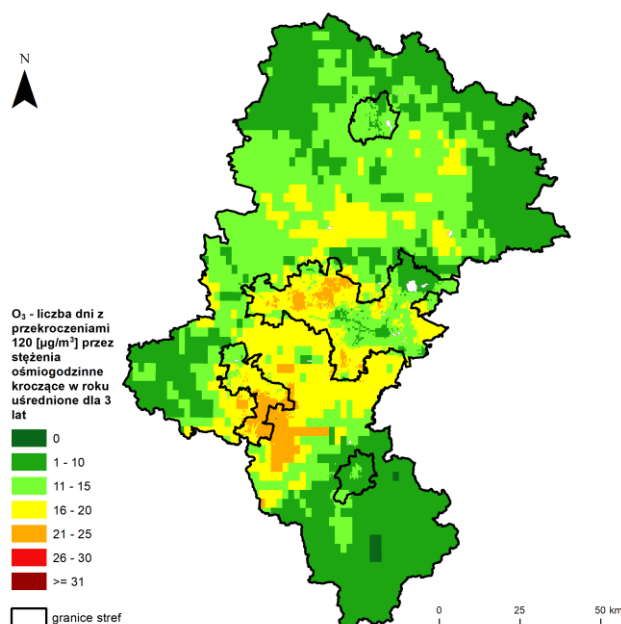 N
O₃ - liczba dni z
przekroczeniami
120 [µg/m³] przez
stężenia
ośmiogodzinne
kroczące w roku
uśrednione dla 3
lat
0
1 - 10
11 - 15
16 - 20
21 - 25
26 - 30
>= 31
granice stref
0 25 50 km